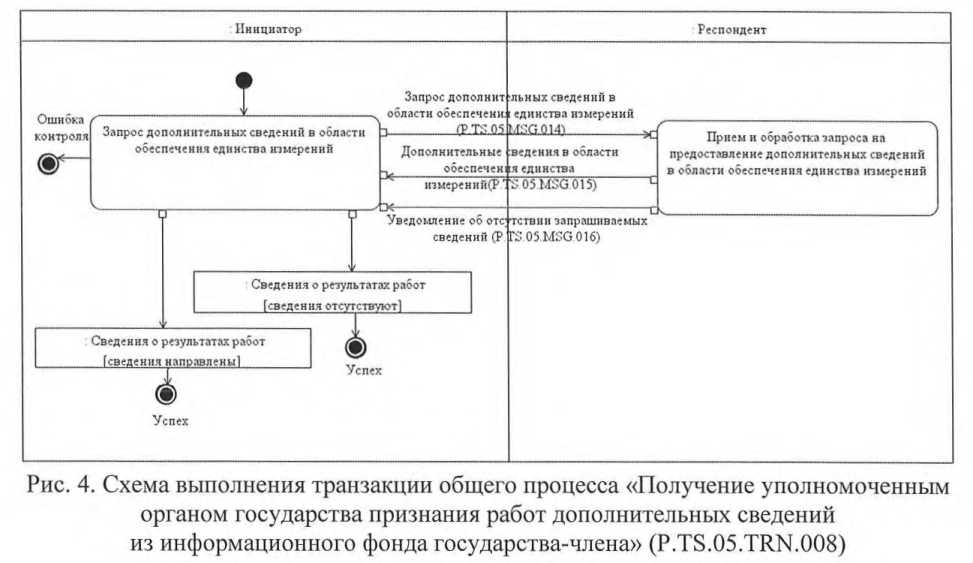 : Инициатор
: Респондент
Ошибка
контроля
Запрос дополнительных сведений в области
обеспечения единства измерений
Запрос дополнительных сведений в
области обеспечения единства измерений
(P.TS.05.MSG.014)
Дополнительные сведения в области
обеспечения единства
измерений(P.TS.05.MSG.015)
Уведомление об отсутствии запрашиваемых
сведений (P.TS.05.MSG.016)
Прием и обработка запроса на
предоставление дополнительных сведений
в области обеспечения единства измерений
: Сведения о результатах работ
[сведения отсутствуют]
Успех
: Сведения о результатах работ
[сведения направлены]
Успех
Рис. 4. Схема выполнения транзакции общего процесса «Получение уполномоченным
органом государства признания работ дополнительных сведений
из информационного фонда государства-члена» (P.TS.05.TRN.008)